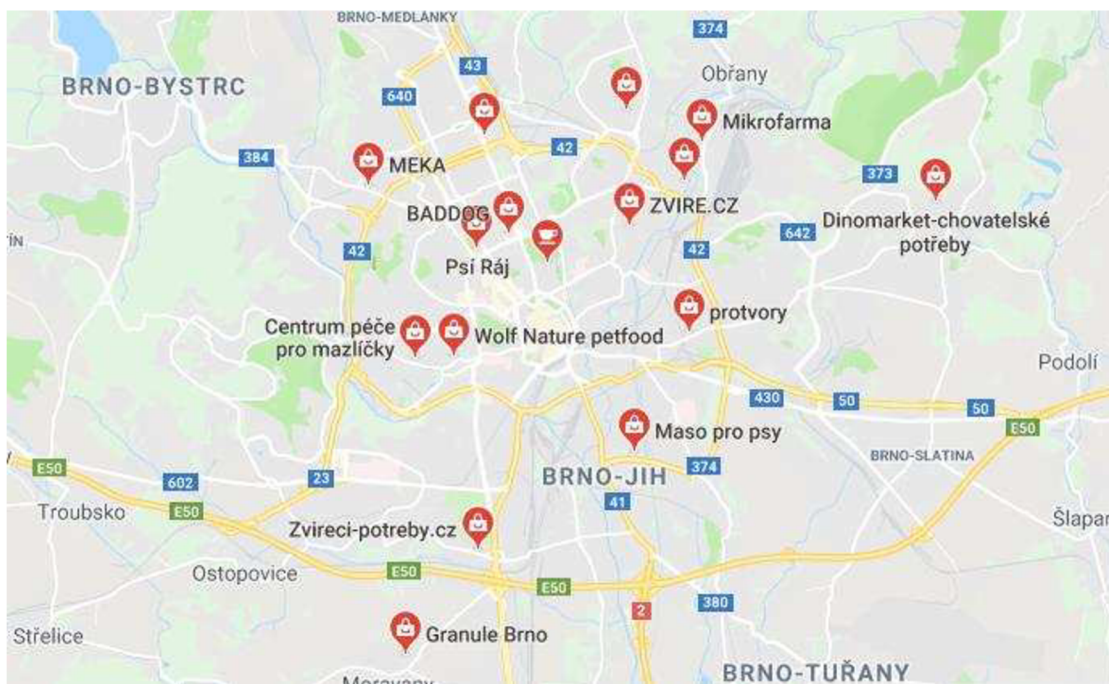 BRNO-MEDLÁNKY
374
43
BRNO-BYSTRC
Obřany
640
Mikrofarma
42
384
MEKA
373
BADDOG
ZVIRE.CZ
Dinomarket-chovatelské
potřeby
642
42
42
Psí Ráj
protvory
Centrum péče
pro mazlíčky
Wolf Nature petfood
Podolí
430
50
50
E50
Maso pro psy
BRNO-SLATINA
E50
374
602
23
BRNO-JIH
41
Troubsko
E50
Zvireci-potreby.cz
Šlapan
Ostopovice
E50
E50
380
2
Střelice
Granule Brno
BRNO-TUŘANY